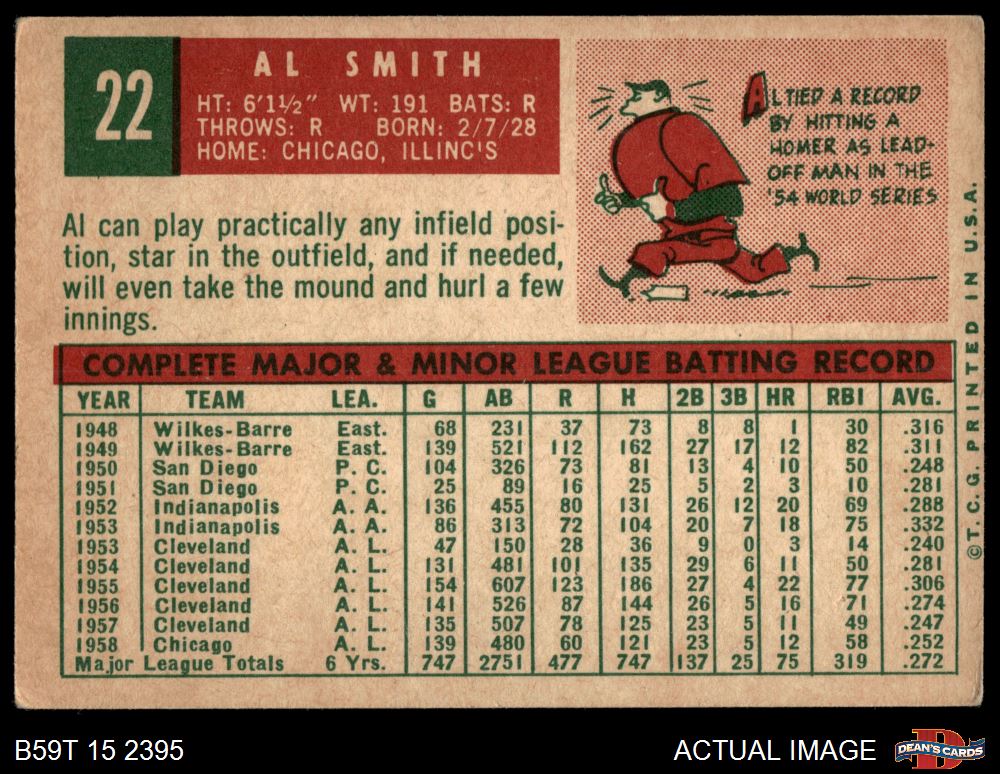 22
AL SMITH
HT: 6'1½" WT: 191 BATS: R
THROWS: R BORN: 2/7/28
HOME: CHICAGO, ILLINC'S
AL TIED A RECORD
BY HITTING A
HOMER AS LEAD-
OFF MAN IN THE
'54 WORLD SERIES
Al can play practically any infield posi-
tion, star in the outfield, and if needed,
will even take the mound and hurl a few
innings.
COMPLETE MAJOR & MINOR LEAGUE BATTING RECORD
YEAR TEAM LEA. G AB R H 2B 3B HR RBI AVG.
1948 Wilkes-Barre East. 68 231 37 73 8 8 1 30 .316
1949 Wilkes-Barre East. 139 521 112 162 27 17 12 82 .311
1950 San Diego P. C. 104 326 73 81 13 4 10 50 .248
1951 San Diego P. C. 25 89 16 25 5 2 3 10 .281
1952 Indianapolis A. A. 136 455 80 131 26 12 20 69 .288
1953 Indianapolis A. A. 86 313 72 104 20 7 18 75 .332
1953 Cleveland A. L. 47 150 28 36 9 0 3 14 .240
1954 Cleveland A. L. 131 481 101 135 29 6 11 50 .281
1955 Cleveland A. L. 154 607 123 186 27 4 22 77 .306
1956 Cleveland A. L. 141 526 87 144 26 5 16 71 .274
1957 Cleveland A. L. 135 507 78 125 23 5 11 49 .247
1958 Chicago A. L. 139 480 60 121 23 5 12 58 .252
Major League Totals 6 Yrs. 747 2751 477 747 137 25 75 319 .272
©T. C. G. PRINTED IN U.S.A.
B59T 15 2395
ACTUAL IMAGE
D
DEAN'S CARDS